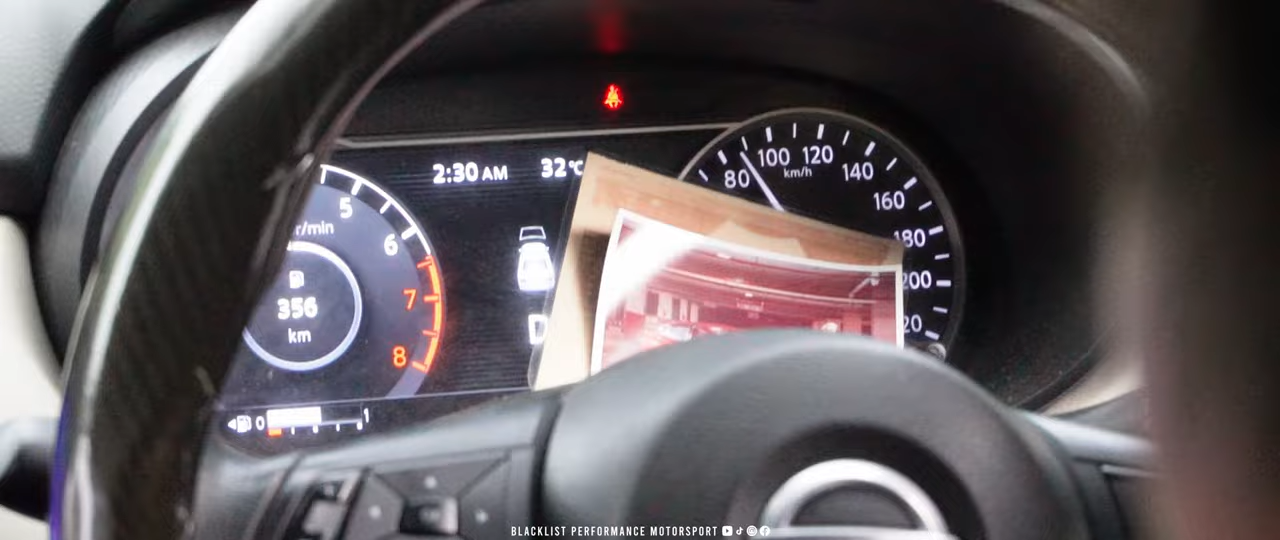 2:30 AM 32°C
5
r/min
6
7
8
356
km
0 1
80 100 120 140 160 180 200 20
km/h
D
BLACKLIST PERFORMANCE MOTORSPORT